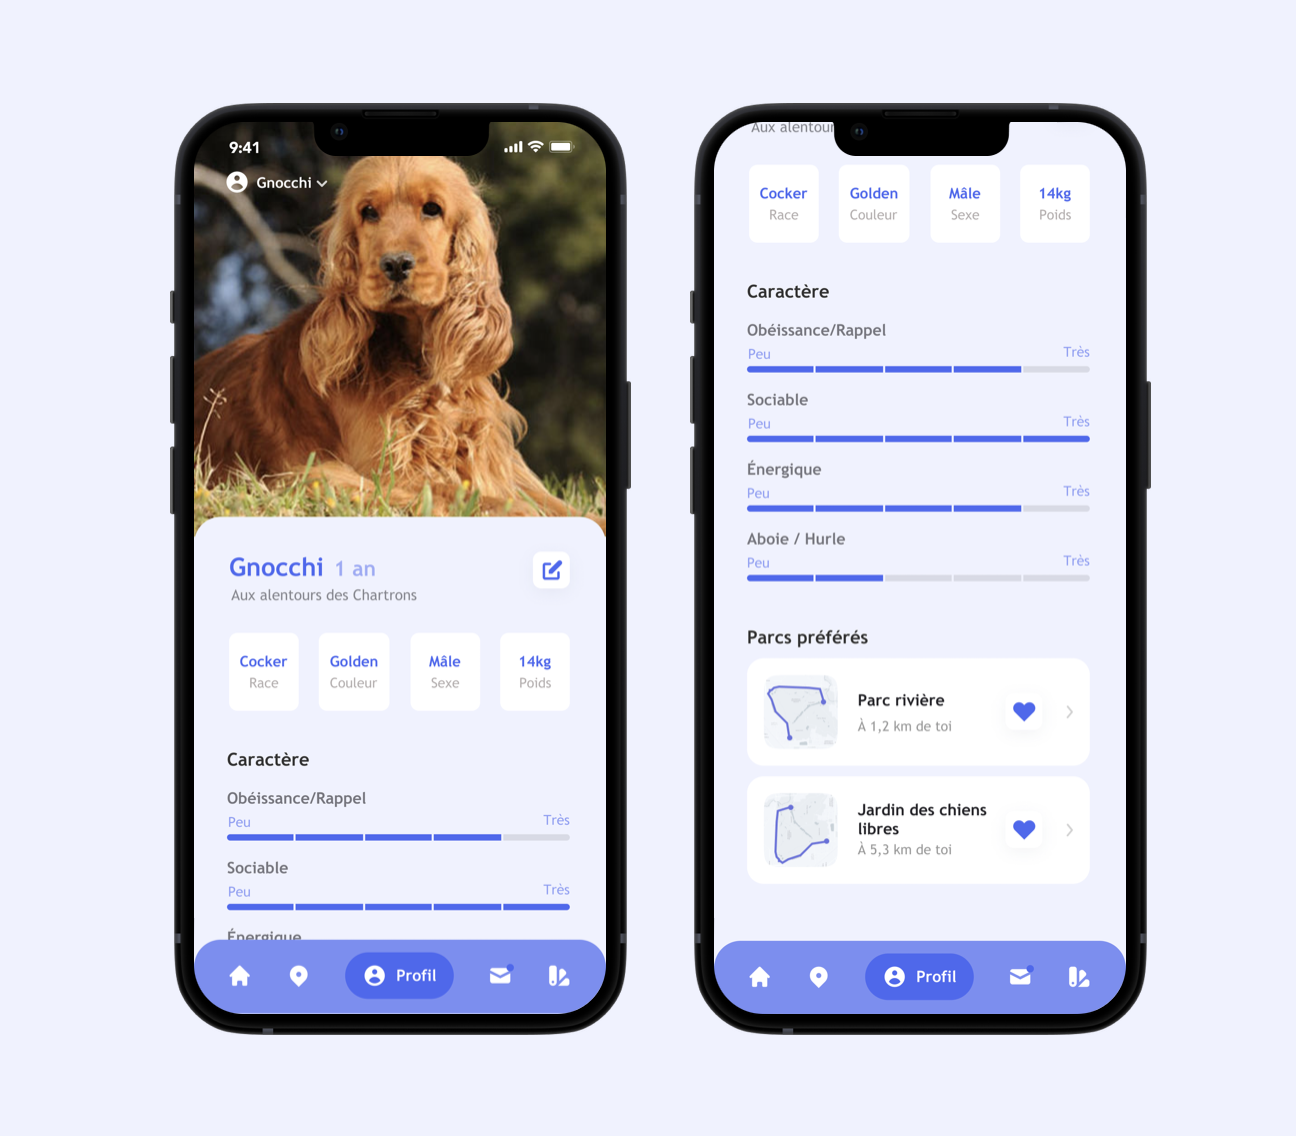 9:41
Gnocchi
Gnocchi 1 an
Aux alentours des Chartrons
Cocker
Race
Golden
Couleur
Mâle
Sexe
14kg
Poids
Caractère
Obéissance/Rappel
Peu Très
Sociable
Peu Très
Énergique
Profil
Aux alentour
Cocker
Race
Golden
Couleur
Mâle
Sexe
14kg
Poids
Caractère
Obéissance/Rappel
Peu Très
Sociable
Peu Très
Énergique
Peu Très
Aboie / Hurle
Peu Très
Parcs préférés
Parc rivière
À 1,2 km de toi
Jardin des chiens
libres
À 5,3 km de toi
Profil